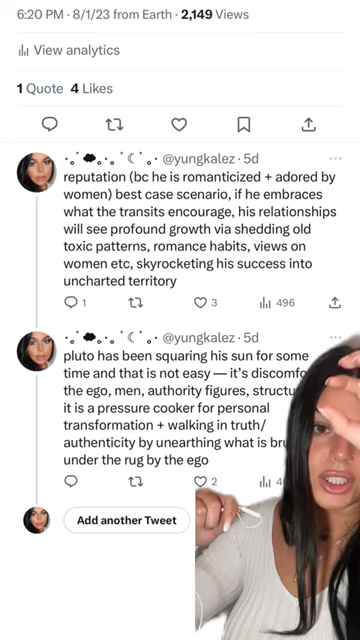 6:20 PM · 8/1/23 from Earth · 2,149 Views
View analytics
1 Quote 4 Likes
@yungkalez · 5d
reputation (bc he is romanticized + adored by
women) best case scenario, if he embraces
what the transits encourage, his relationships
will see profound growth via shedding old
toxic patterns, romance habits, views on
women etc, skyrocketing his success into
uncharted territory
1 3 496
@yungkalez · 5d
pluto has been squaring his sun for some
time and that is not easy — it's discomfo
the ego, men, authority figures, structu
it is a pressure cooker for personal
transformation + walking in truth/
authenticity by unearthing what is bru
under the rug by the ego
2
Add another Tweet